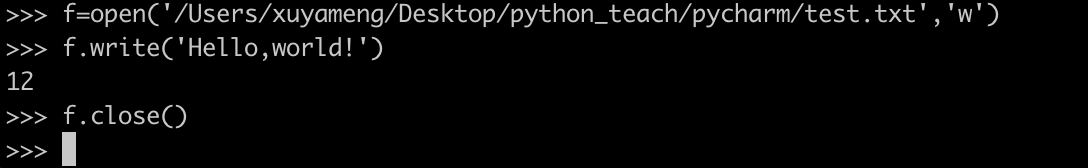 >>> f=open('/Users/xuyameng/Desktop/python_teach/pycharm/test.txt','w')
>>> f.write('Hello,world!')
12
>>> f.close()
>>>